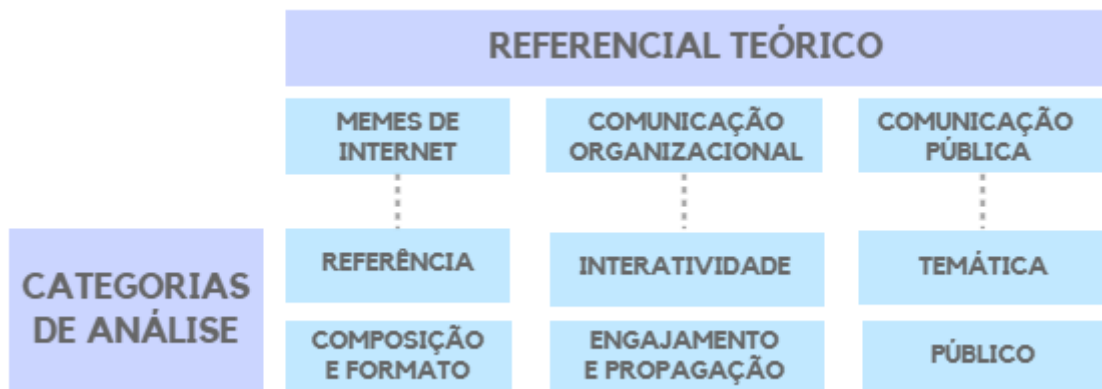 REFERENCIAL TEÓRICO
MEMES DE
INTERNET
COMUNICAÇÃO
ORGANIZACIONAL
COMUNICAÇÃO
PÚBLICA
CATEGORIAS
DE ANÁLISE
REFERÊNCIA
INTERATIVIDADE
TEMÁTICA
COMPOSIÇÃO
E FORMATO
ENGAJAMENTO
E PROPAGAÇÃO
PÚBLICO